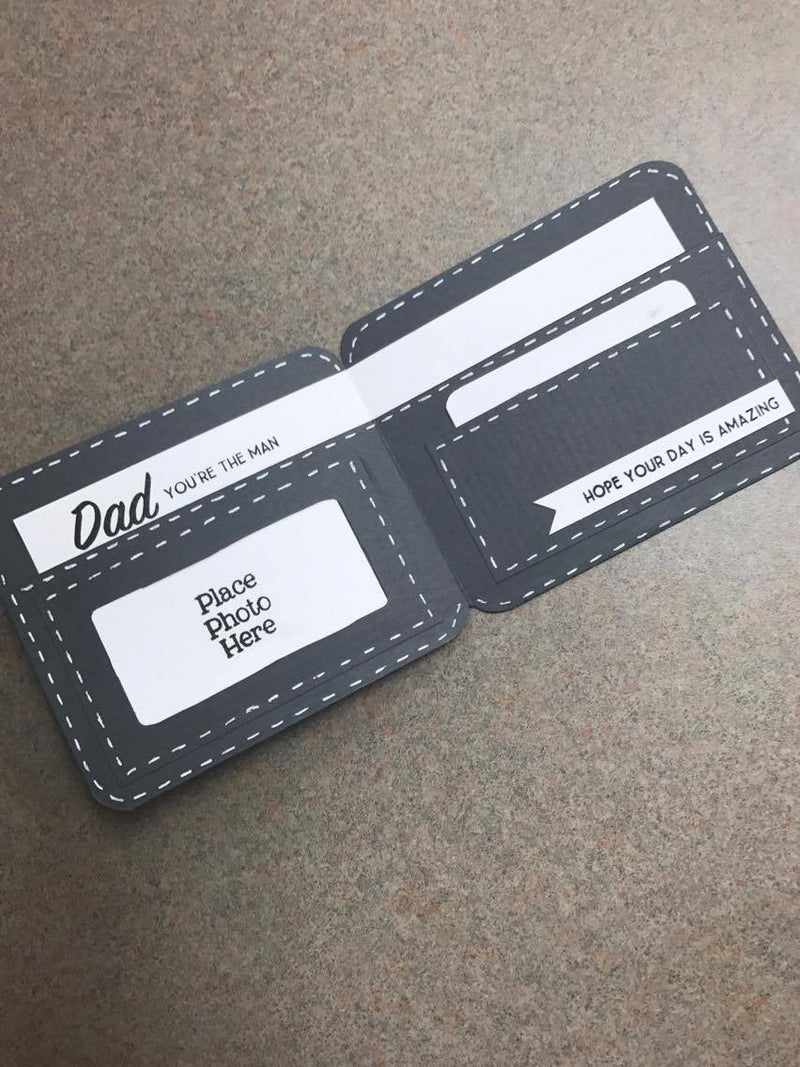 Dad YOU'RE THE MAN
Place
Photo
Here
HOPE YOUR DAY IS AMAZING